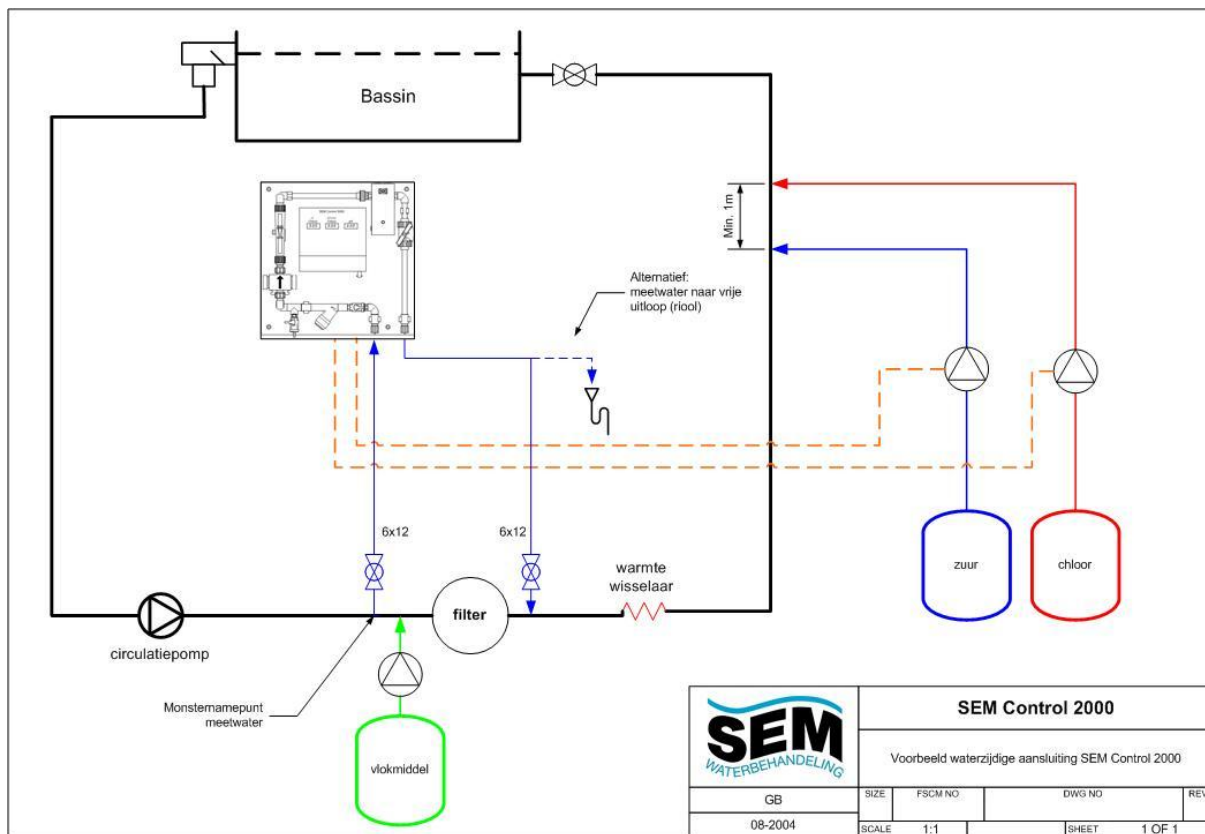 Bassin
Min. 1m
Alternatief:
meetwater naar vrije
uitloop (riool)
6x12
6x12
warmte
wisselaar
zuur
chloor
filter
circulatiepomp
Monsternamepunt
meetwater
vlokmiddel
SEM
WATERBEHANDELING
SEM Control 2000
Voorbeeld waterzijdige aansluiting SEM Control 2000
GB
SIZE
FSCM NO
DWG NO
REV
08-2004
SCALE
1:1
SHEET
1 OF 1